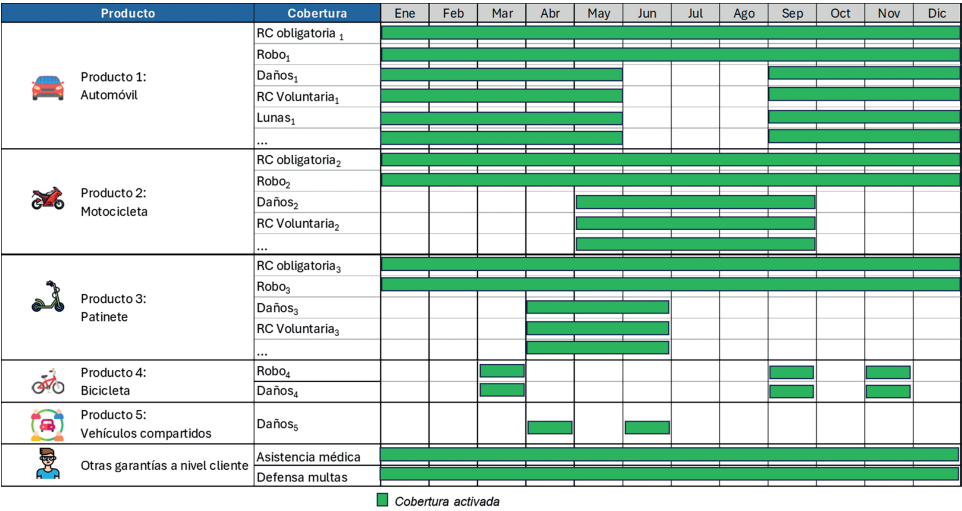 Producto Cobertura Ene Feb Mar Abr May Jun Jul Ago Sep Oct Nov Dic
RC obligatoria 1
Robo1
Producto 1:
Automóvil
Daños1
RC Voluntaria1
Lunas1
...
RC obligatoria2
Robo2
Producto 2:
Motocicleta
Daños2
RC Voluntaria2
...
RC obligatoria3
Robo3
Producto 3:
Patinete
Daños3
RC Voluntaria3
...
Producto 4:
Bicicleta
Robo4
Daños4
Producto 5:
Vehículos compartidos
Daños5
Otras garantías a nivel cliente
Asistencia médica
Defensa multas
Cobertura activada